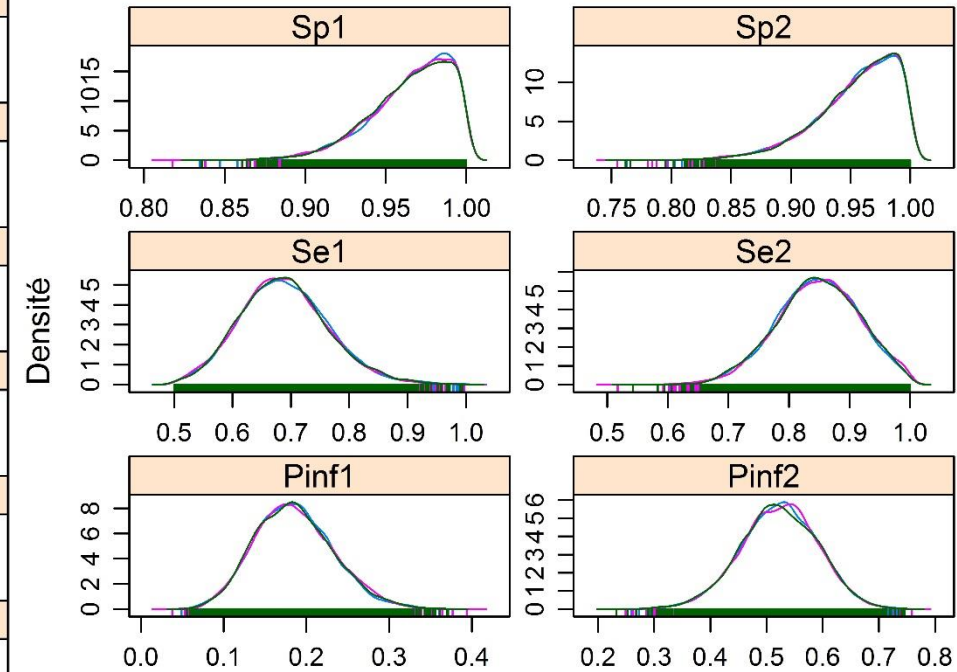 Sp1
Sp2
0 5 10 15
0 5 10
0.80 0.85 0.90 0.95 1.00
0.75 0.80 0.85 0.90 0.95 1.00
Se1
Se2
Densité
0 1 2 3 4 5
0 1 2 3 4 5
0.5 0.6 0.7 0.8 0.9 1.0
0.5 0.6 0.7 0.8 0.9 1.0
Pinf1
Pinf2
0 2 4 6 8
0 1 2 3 4 5 6
0.0 0.1 0.2 0.3 0.4
0.2 0.3 0.4 0.5 0.6 0.7 0.8